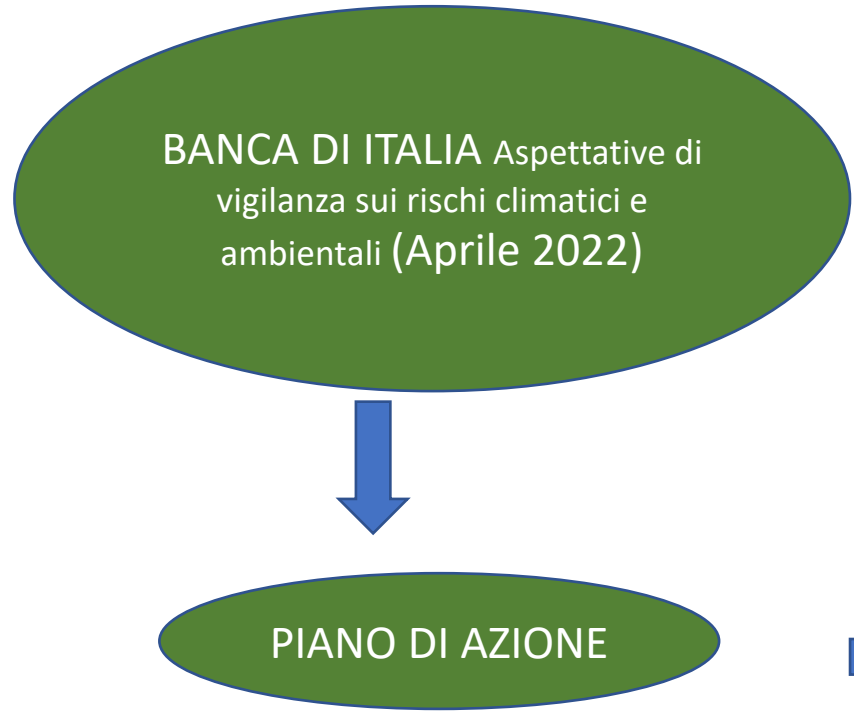 BANCA DI ITALIA Aspettative di
vigilanza sui rischi climatici e
ambientali (Aprile 2022)
PIANO DI AZIONE